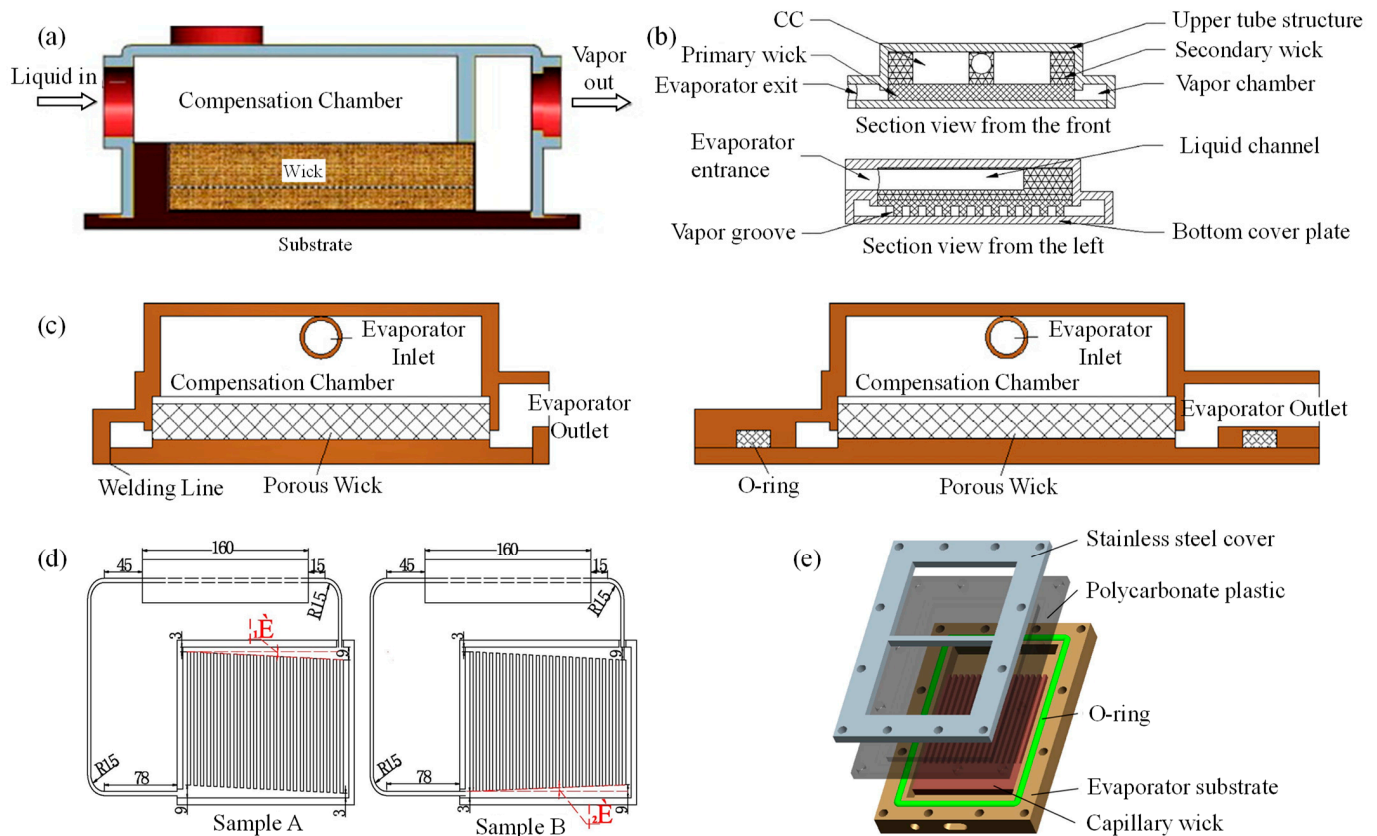 (a)
Liquid in
Vapor
out
Compensation Chamber
Wick
Substrate
(b)
CC
Primary wick
Evaporator exit
Upper tube structure
Secondary wick
Vapor chamber
Section view from the front
Evaporator
entrance
Liquid channel
Vapor groove
Bottom cover plate
Section view from the left
(c)
Evaporator
Inlet
Compensation Chamber
Evaporator
Outlet
Welding Line
Porous Wick
Evaporator
Inlet
Compensation Chamber
Evaporator Outlet
O-ring
Porous Wick
(d)
160
45
15
R15
3
1È
9
R15
78
9
3
Sample A
160
45
15
R15
3
9
R15
78
3
2È
9
Sample B
(e)
Stainless steel cover
Polycarbonate plastic
O-ring
Evaporator substrate
Capillary wick